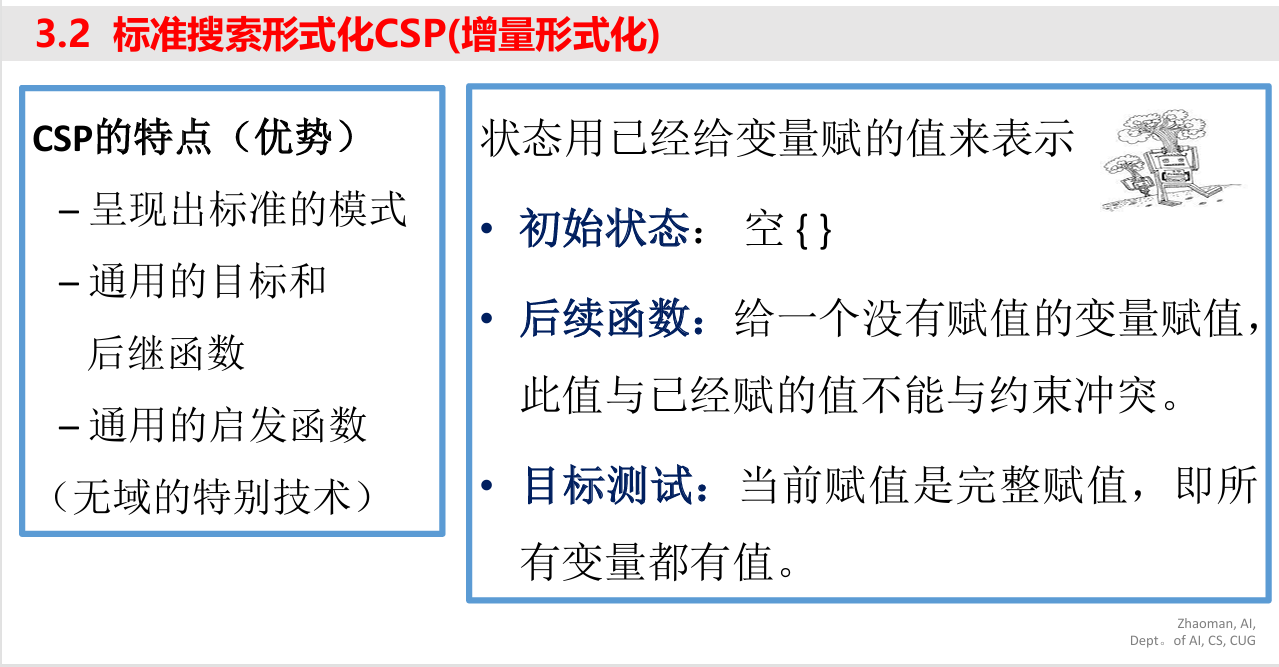 3.2 标准搜索形式化CSP(增量形式化)
CSP的特点（优势）
– 呈现出标准的模式
– 通用的目标和
后继函数
– 通用的启发函数
（无域的特别技术）
状态用已经给变量赋的值来表示
• 初始状态： 空 { }
• 后续函数：给一个没有赋值的变量赋值，
此值与已经赋的值不能与约束冲突。
• 目标测试：当前赋值是完整赋值，即所
有变量都有值。
Zhaoman, AI,
Dept。of AI, CS, CUG